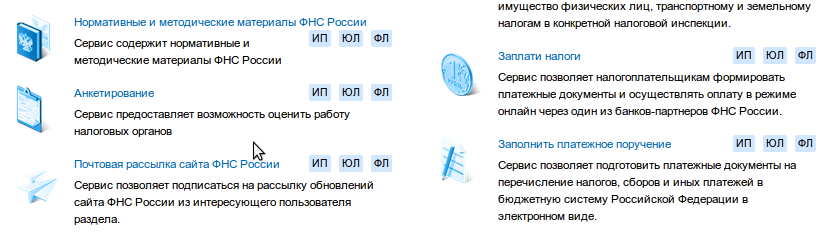 Нормативные и методические материалы ФНС России
ИП ЮЛ ФЛ
Сервис содержит нормативные и
методические материалы ФНС России
Анкетирование
ИП ЮЛ ФЛ
Сервис предоставляет возможность оценить работу
налоговых органов
Почтовая рассылка сайта ФНС России
ИП ЮЛ ФЛ
Сервис позволяет подписаться на рассылку обновлений
сайта ФНС России из интересующего пользователя
раздела.
имущество физических лиц, транспортному и земельному
налогам в конкретной налоговой инспекции.
Заплати налоги
ИП ЮЛ ФЛ
Сервис позволяет налогоплательщикам формировать
платежные документы и осуществлять оплату в режиме
онлайн через один из банков-партнеров ФНС России.
Заполнить платежное поручение
ИП ЮЛ ФЛ
Сервис позволяет подготовить платежные документы на
перечисление налогов, сборов и иных платежей в
бюджетную систему Российской Федерации в
электронном виде.